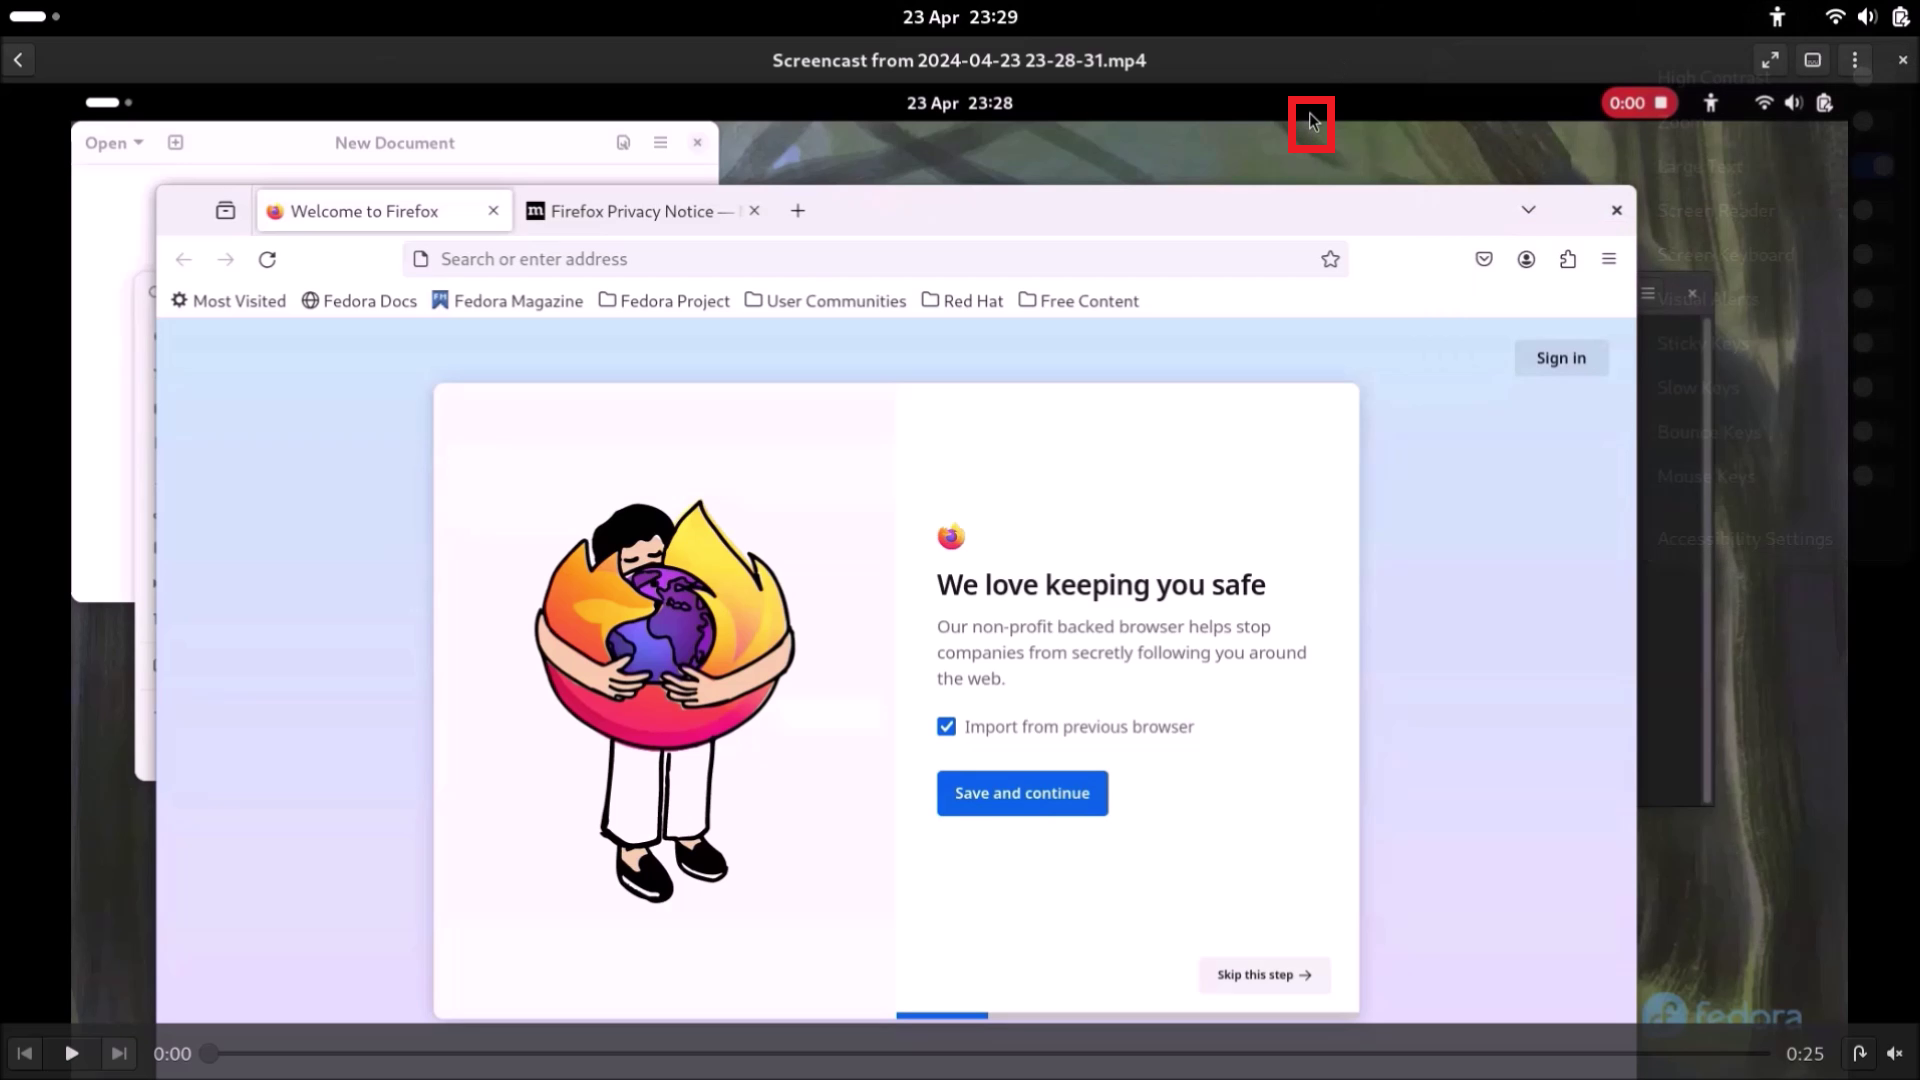 23 Apr 23:29
Screencast from 2024-04-23 23-28-31.mp4
High Contrast
23 Apr 23:28
0:00
Zoom
Open
New Document
Large Text
Welcome to Firefox
Firefox Privacy Notice —
Screen Reader
Search or enter address
Screen Keyboard
Most Visited
Fedora Docs
Fedora Magazine
Fedora Project
User Communities
Red Hat
Free Content
Visual Alerts
Sign in
Sticky Keys
Slow Keys
Bounce Keys
Mouse Keys
Accessibility Settings
We love keeping you safe
Our non-profit backed browser helps stop
companies from secretly following you around
the web.
Import from previous browser
Save and continue
Skip this step
fedora
0:00
0:25